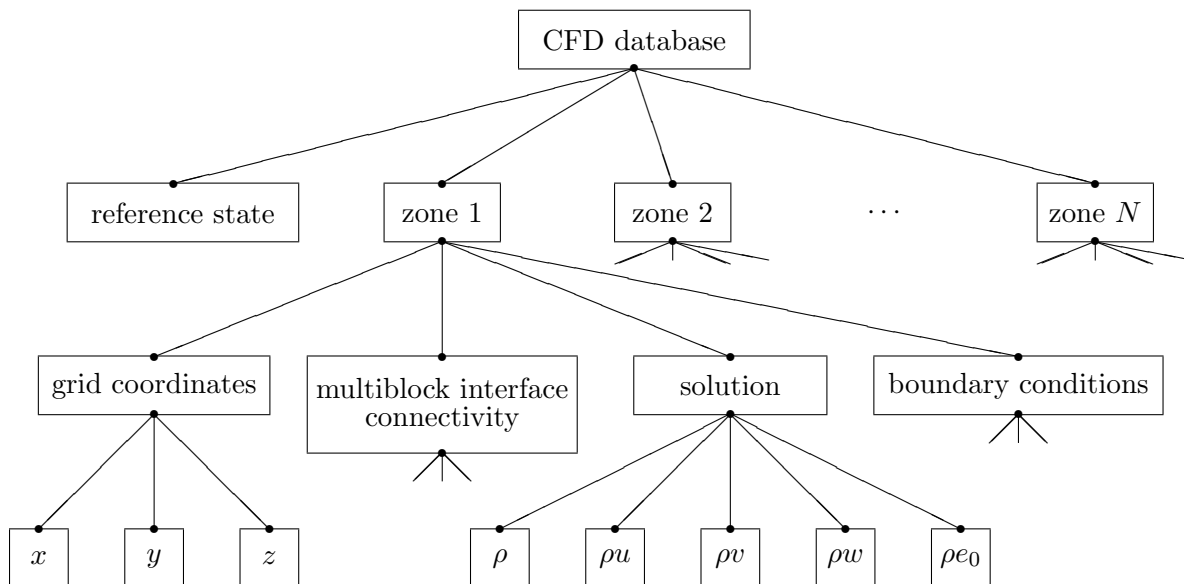 CFD database
reference state
zone 1
zone 2
· · ·
zone N
grid coordinates
multiblock interface
connectivity
solution
boundary conditions
x
y
z
ρ
ρu
ρv
ρw
ρe₀